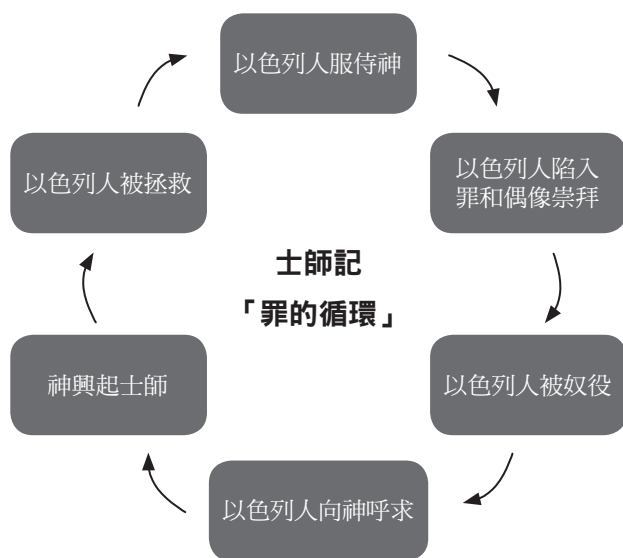 以色列人服侍神
以色列人被拯救
以色列人陷入
罪和偶像崇拜
士師記
「罪的循環」
神興起士師
以色列人被奴役
以色列人向神呼求